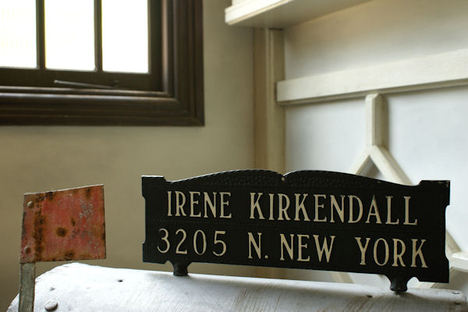 IRENE KIRKENDALL
3205 N. NEW YORK